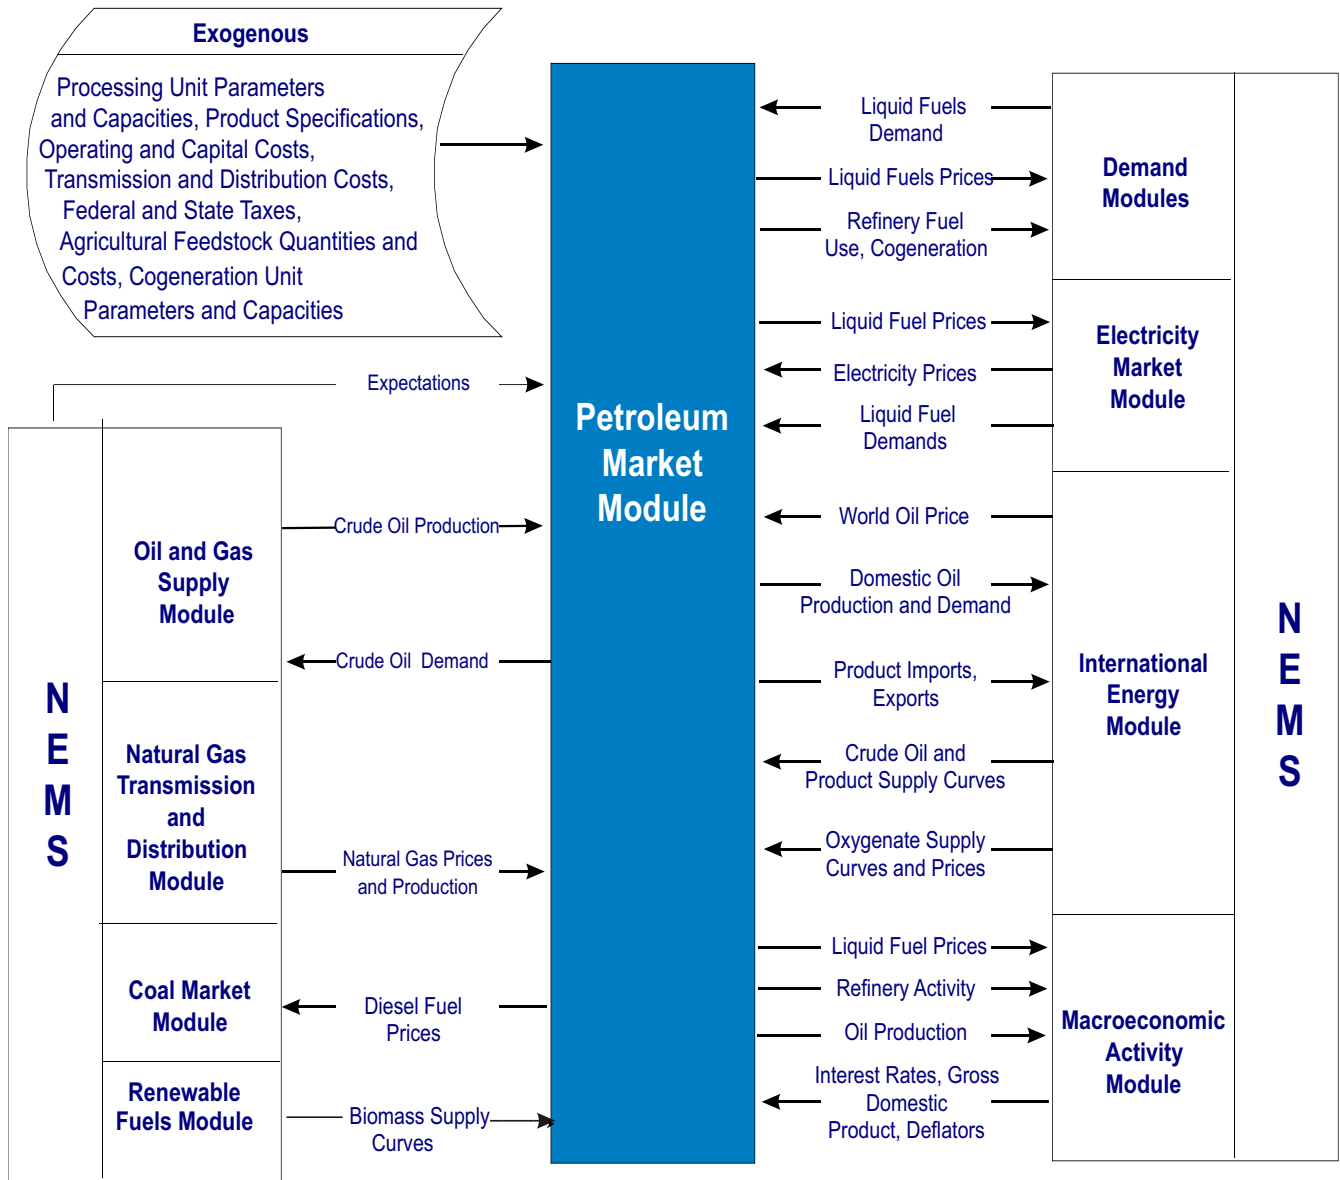 Exogenous
Processing Unit Parameters
and Capacities, Product Specifications,
Operating and Capital Costs,
Transmission and Distribution Costs,
Federal and State Taxes,
Agricultural Feedstock Quantities and
Costs, Cogeneration Unit
Parameters and Capacities
Expectations
N
E
M
S
Oil and Gas
Supply
Module
Natural Gas
Transmission
and
Distribution
Module
Coal Market
Module
Renewable
Fuels Module
Crude Oil Production
Crude Oil Demand
Natural Gas Prices
and Production
Diesel Fuel
Prices
Biomass Supply
Curves
Petroleum
Market
Module
Liquid Fuels
Demand
Liquid Fuels Prices
Refinery Fuel
Use, Cogeneration
Liquid Fuel Prices
Electricity Prices
Liquid Fuel
Demands
World Oil Price
Domestic Oil
Production and Demand
Product Imports,
Exports
Crude Oil and
Product Supply Curves
Oxygenate Supply
Curves and Prices
Liquid Fuel Prices
Refinery Activity
Oil Production
Interest Rates, Gross
Domestic
Product, Deflators
Demand
Modules
Electricity
Market
Module
International
Energy
Module
Macroeconomic
Activity
Module
N
E
M
S